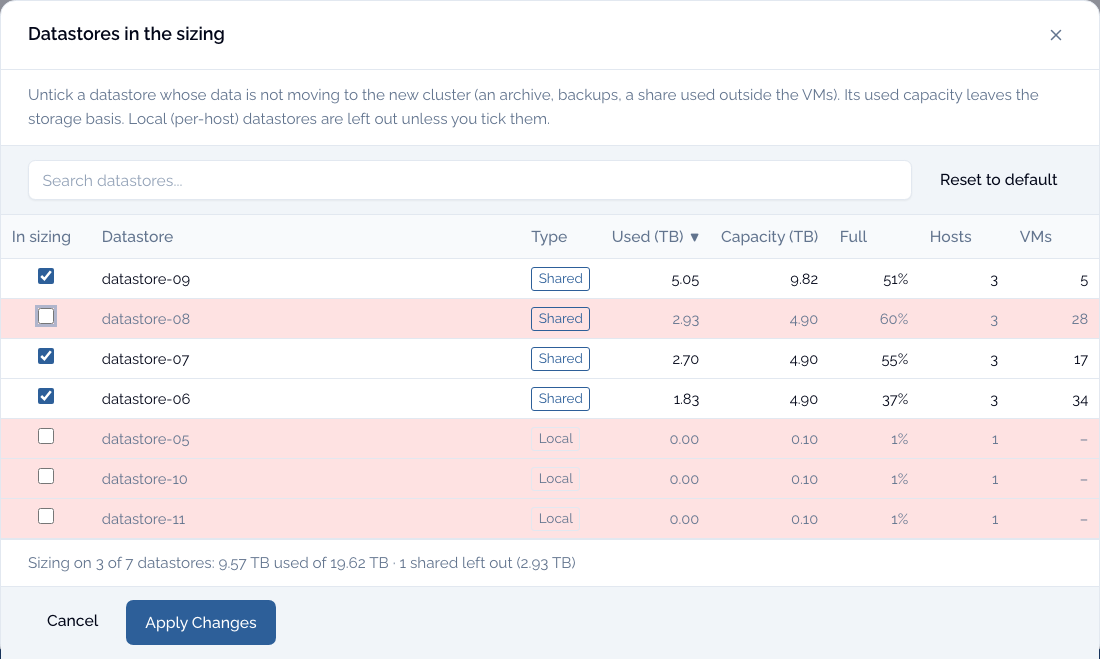 Datastores in the sizing
Untick a datastore whose data is not moving to the new cluster (an archive, backups, a share used outside the VMs). Its used capacity leaves the
storage basis. Local (per-host) datastores are left out unless you tick them.
Search datastores...
Reset to default
In sizing Datastore Type Used (TB) ▼ Capacity (TB) Full Hosts VMs
datastore-09 Shared 5.05 9.82 51% 3 5
datastore-08 Shared 2.93 4.90 60% 3 28
datastore-07 Shared 2.70 4.90 55% 3 17
datastore-06 Shared 1.83 4.90 37% 3 34
datastore-05 Local 0.00 0.10 1% 1 –
datastore-10 Local 0.00 0.10 1% 1 –
datastore-11 Local 0.00 0.10 1% 1 –
Sizing on 3 of 7 datastores: 9.57 TB used of 19.62 TB · 1 shared left out (2.93 TB)
Cancel Apply Changes